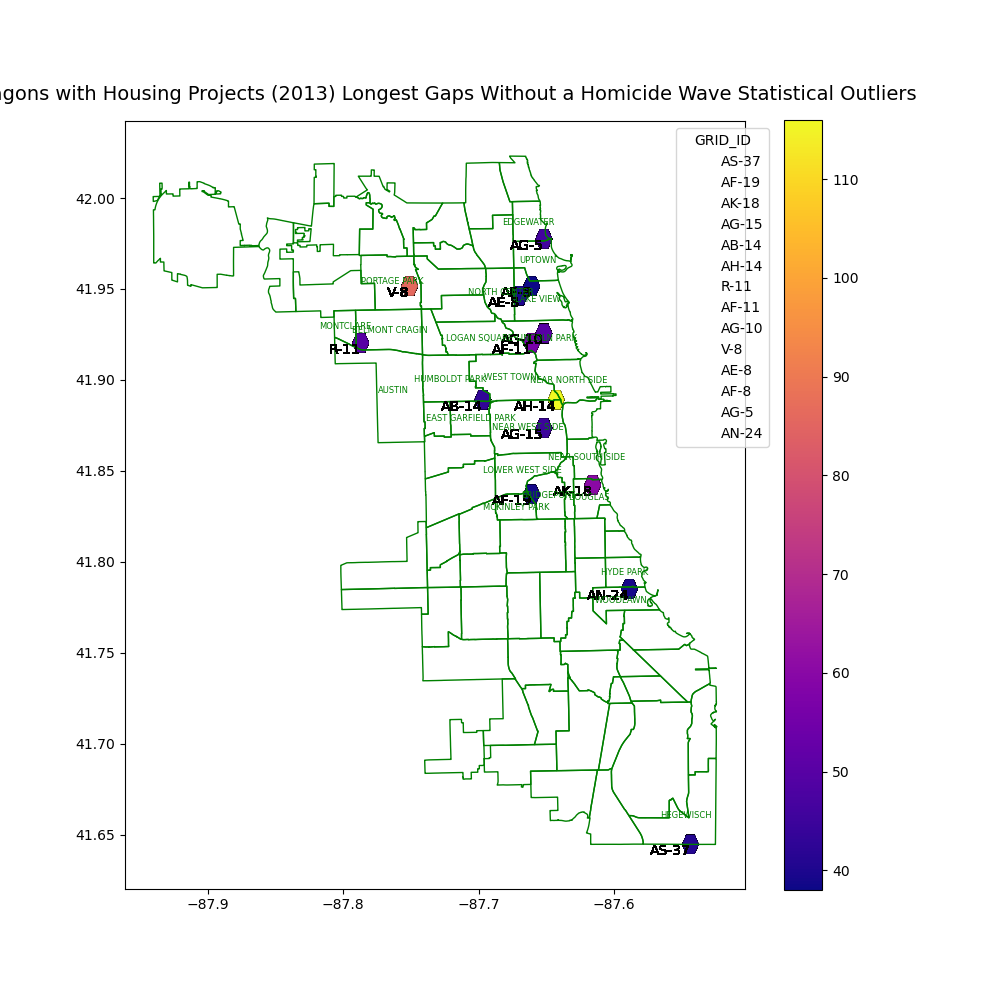 gons with Housing Projects (2013) Longest Gaps Without a Homicide Wave Statistical Outliers
GRID_ID
AS-37
AF-19
AK-18
AG-15
AB-14
AH-14
R-11
AF-11
AG-10
V-8
AE-8
AF-8
AG-5
AN-24
42.00
41.95
41.90
41.85
41.80
41.75
41.70
41.65
−87.9
−87.8
−87.7
−87.6
110
100
90
80
70
60
50
40
EDGEWATER
AG-5
UPTOWN
PORTAGE PARK
V-8
NORTH
AE-8
LAKE VIEW
MONTCLARE
BELMONT CRAGIN
R-11
LOGAN SQUARE
PARK
AG-10
AF-11
HUMBOLDT PARK
WEST TOWN
NEAR NORTH SIDE
AUSTIN
AB-14
AH-14
EAST GARFIELD PARK
NEAR WEST SIDE
AG-15
NEAR SOUTH SIDE
LOWER WEST SIDE
AK-18
DOUGLAS
AF-19
MCKINLEY PARK
HYDE PARK
AN-24
WOODLAWN
HEGEWISCH
AS-37